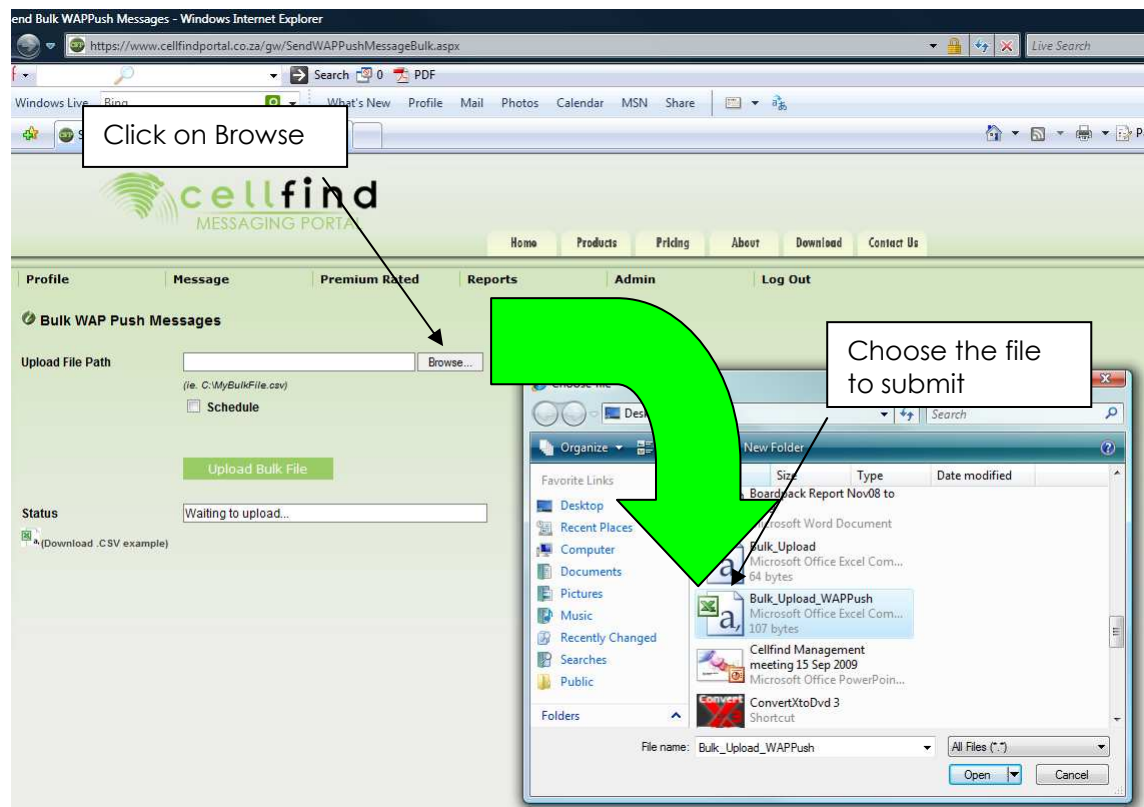 end Bulk WAPPush Messages - Windows Internet Explorer
https://www.cellfindportal.co.za/gw/SendWAPPushMessageBulk.aspx
Live Search
Search 0 PDF
Windows Live Bing What's New Profile Mail Photos Calendar MSN Share
Click on Browse
cellfind
MESSAGING PORTAL
Home Products Pricing About Download Contact Us
Profile Message Premium Rated Reports Admin Log Out
Bulk WAP Push Messages
Upload File Path Browse...
(ie. C:\MyBulkFile.csv)
Schedule
Upload Bulk File
Status Waiting to upload...
(Download .CSV example)
Choose the file
to submit
Search
Organize New Folder
Favorite Links
Size Type Date modified
Desktop
Recent Places
Computer
Documents
Pictures
Music
Recently Changed
Searches
Public
Folders
Boardpack Report Nov08 to
Microsoft Word Document
Bulk_Upload
Microsoft Office Excel Com...
64 bytes
Bulk_Upload_WAPPush
Microsoft Office Excel Com...
107 bytes
Cellfind Management
meeting 15 Sep 2009
Microsoft Office PowerPoin...
ConvertXtoDvd 3
Shortcut
File name: Bulk_Upload_WAPPush All Files (*.*)
Open Cancel